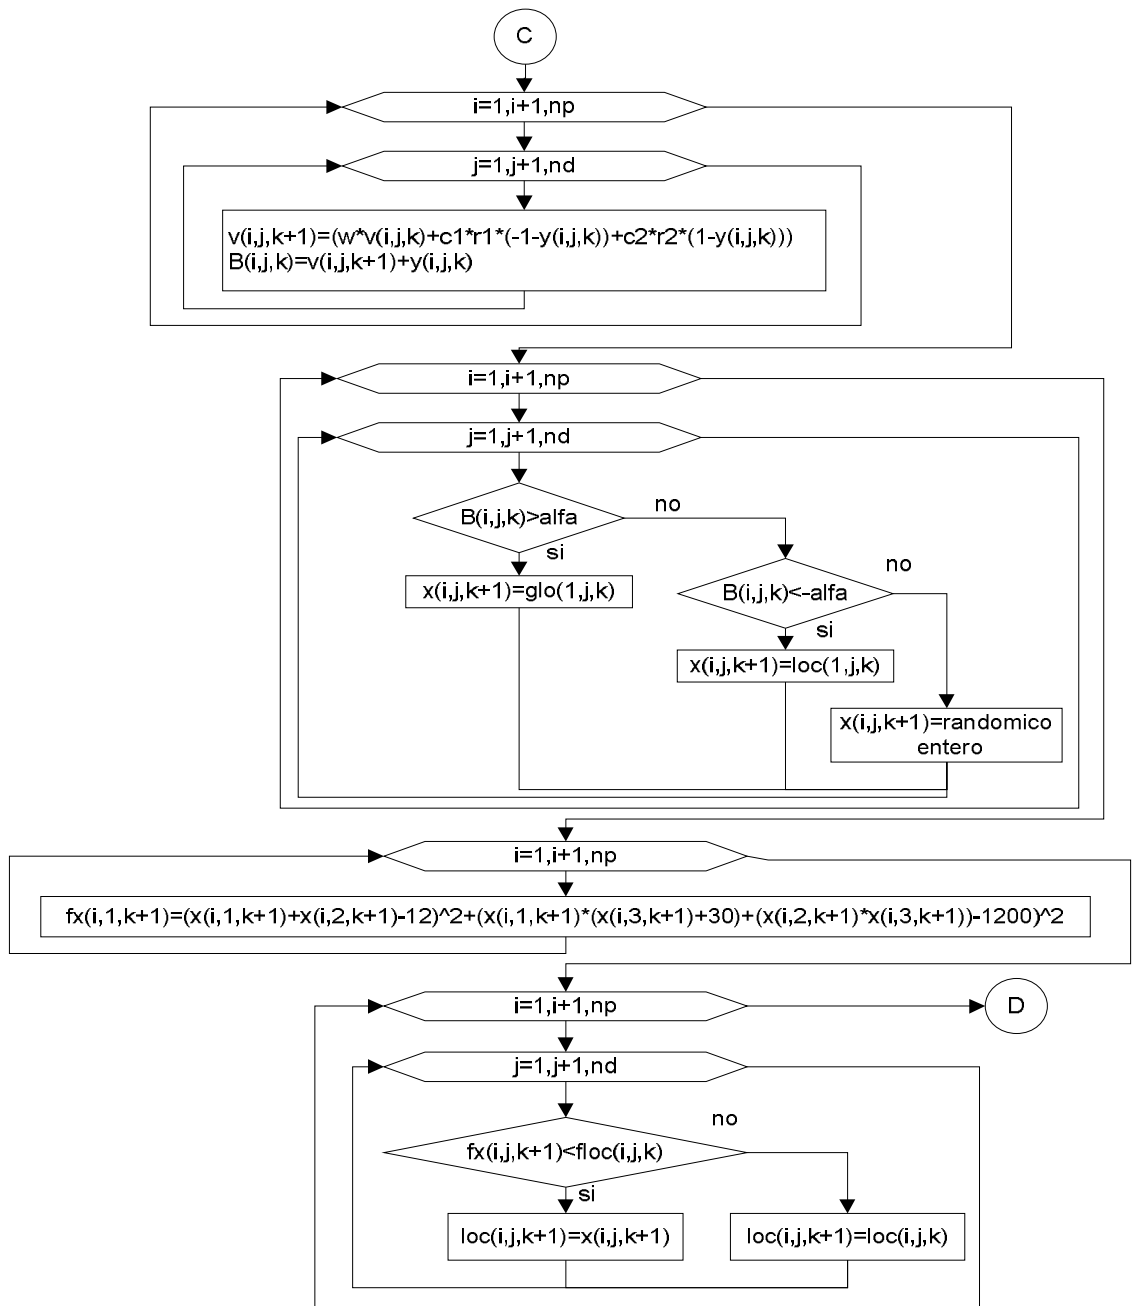 C
i=1,i+1,np
j=1,j+1,nd
v(i,j,k+1)=(w*v(i,j,k)+c1*r1*(-1-y(i,j,k))+c2*r2*(1-y(i,j,k)))
B(i,j,k)=v(i,j,k+1)+y(i,j,k)
i=1,i+1,np
j=1,j+1,nd
B(i,j,k)>alfa
no
si
x(i,j,k+1)=glo(1,j,k)
B(i,j,k)<-alfa
no
si
x(i,j,k+1)=loc(1,j,k)
x(i,j,k+1)=randomico
entero
i=1,i+1,np
fx(i,1,k+1)=(x(i,1,k+1)+x(i,2,k+1)-12)^2+(x(i,1,k+1)*(x(i,3,k+1)+30)+(x(i,2,k+1)*x(i,3,k+1))-1200)^2
i=1,i+1,np
D
j=1,j+1,nd
fx(i,j,k+1)<floc(i,j,k)
no
si
loc(i,j,k+1)=x(i,j,k+1)
loc(i,j,k+1)=loc(i,j,k)